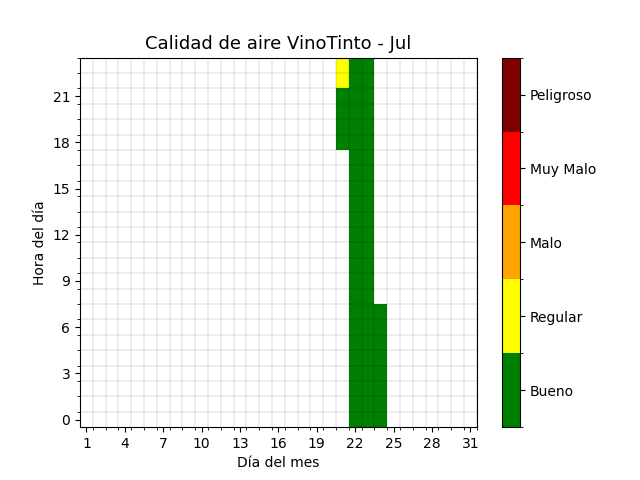 Calidad de aire VinoTinto - Jul
Hora del día
21
18
15
12
9
6
3
0
1 4 7 10 13 16 19 22 25 28 31
Día del mes
Peligroso
Muy Malo
Malo
Regular
Bueno